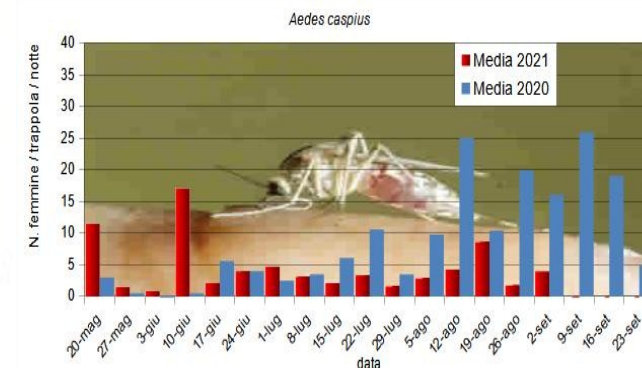 Aedes caspius
N. femmine / trappola / notte
40
35
30
25
20
15
10
5
0
Media 2021
Media 2020
20-mag
27-mag
3-giu
10-giu
17-giu
24-giu
1-lug
8-lug
15-lug
22-lug
29-lug
5-ago
12-ago
19-ago
26-ago
2-set
9-set
16-set
23-set
data